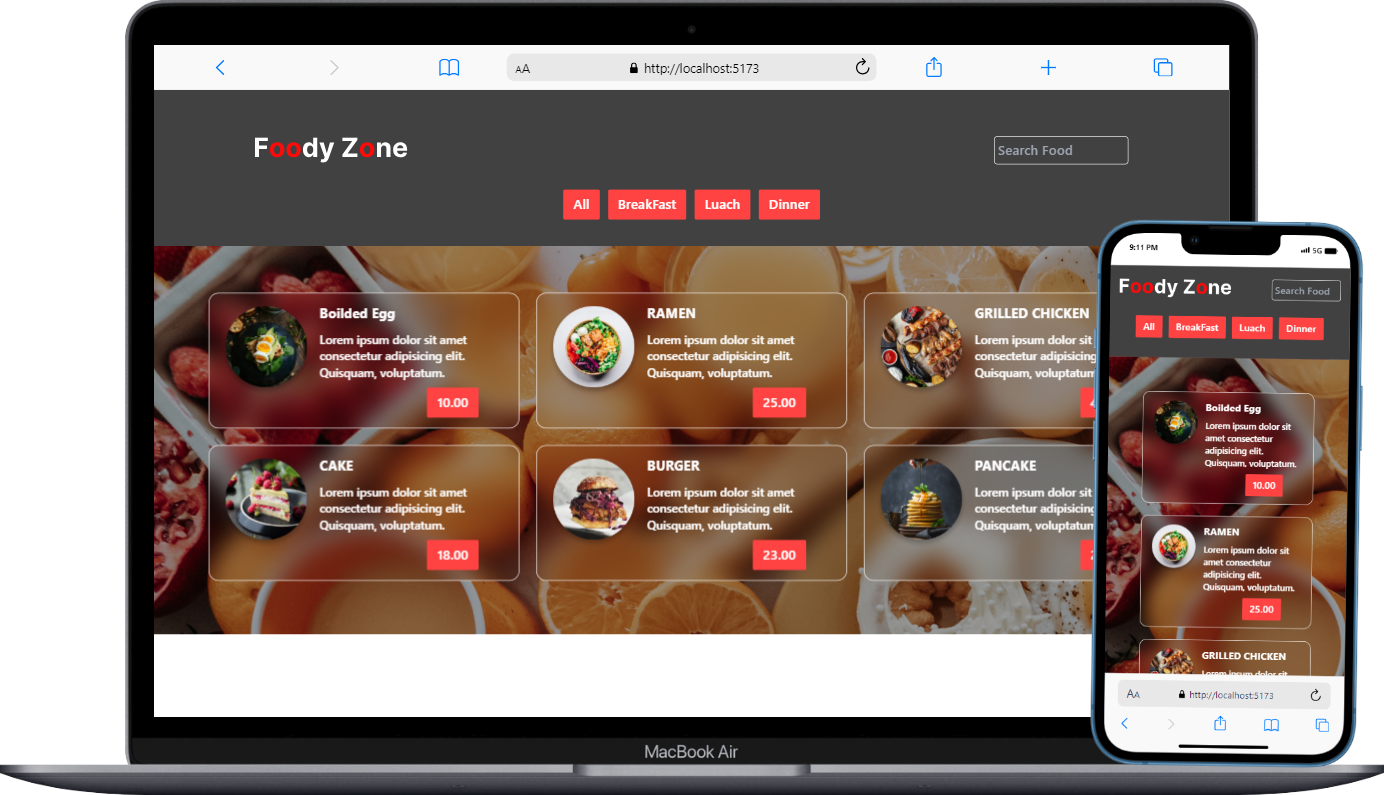 AA http://localhost:5173
Foody Zone
Search Food
All BreakFast Luach Dinner
Boilded Egg
Lorem ipsum dolor sit amet
consectetur adipisicing elit.
Quisquam, voluptatum.
10.00
RAMEN
Lorem ipsum dolor sit amet
consectetur adipisicing elit.
Quisquam, voluptatum.
25.00
GRILLED CHICKEN
Lorem ipsum dolor sit
consectetur adipisicing
Quisquam, voluptatum.
CAKE
Lorem ipsum dolor sit amet
consectetur adipisicing elit.
Quisquam, voluptatum.
18.00
BURGER
Lorem ipsum dolor sit amet
consectetur adipisicing elit.
Quisquam, voluptatum.
23.00
PANCAKE
Lorem ipsum dolor sit
consectetur adipisicing
Quisquam, voluptatum.
MacBook Air
9:11 PM 5G
Foody Zone
Search Food
All BreakFast Luach Dinner
Boilded Egg
Lorem ipsum dolor sit
amet consectetur
adipisicing elit.
Quisquam, voluptatum.
10.00
RAMEN
Lorem ipsum dolor sit
amet consectetur
adipisicing elit.
Quisquam, voluptatum.
25.00
GRILLED CHICKEN
Lorem ipsum dolor sit
AA http://localhost:5173